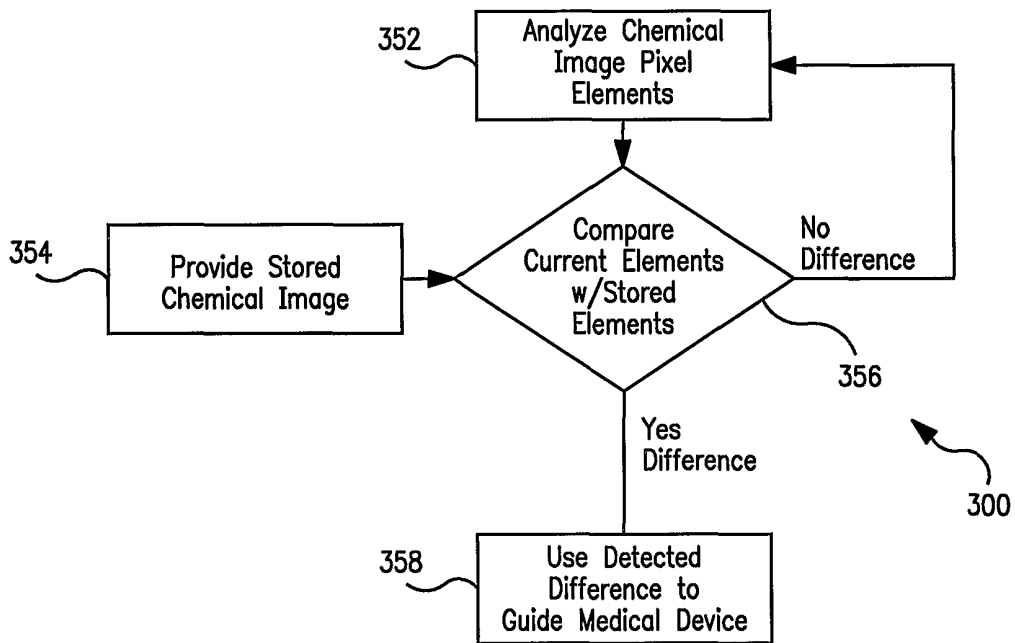 352
Analyze Chemical
Image Pixel
Elements
354
Provide Stored
Chemical Image
Compare
Current Elements
w/Stored
Elements
No
Difference
356
Yes
Difference
300
358
Use Detected
Difference to
Guide Medical Device